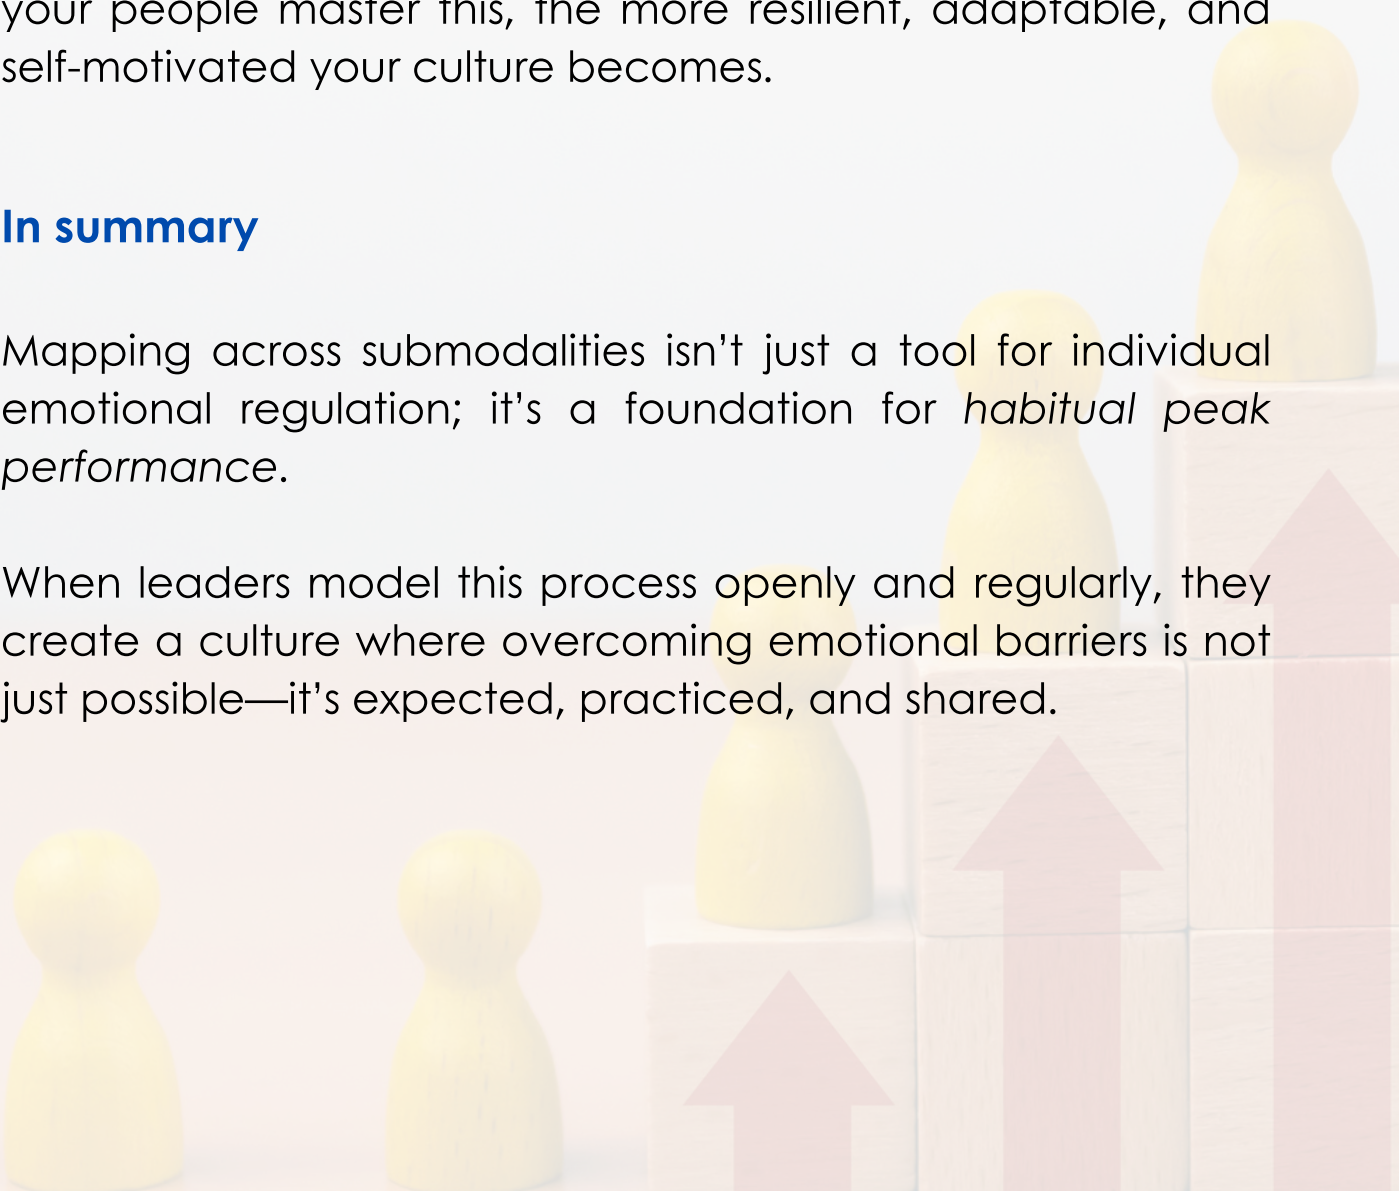 your people master this, the more resilient, adaptable, and
self-motivated your culture becomes.
In summary
Mapping across submodalities isn’t just a tool for individual
emotional regulation; it’s a foundation for habitual peak
performance.
When leaders model this process openly and regularly, they
create a culture where overcoming emotional barriers is not
just possible—it’s expected, practiced, and shared.